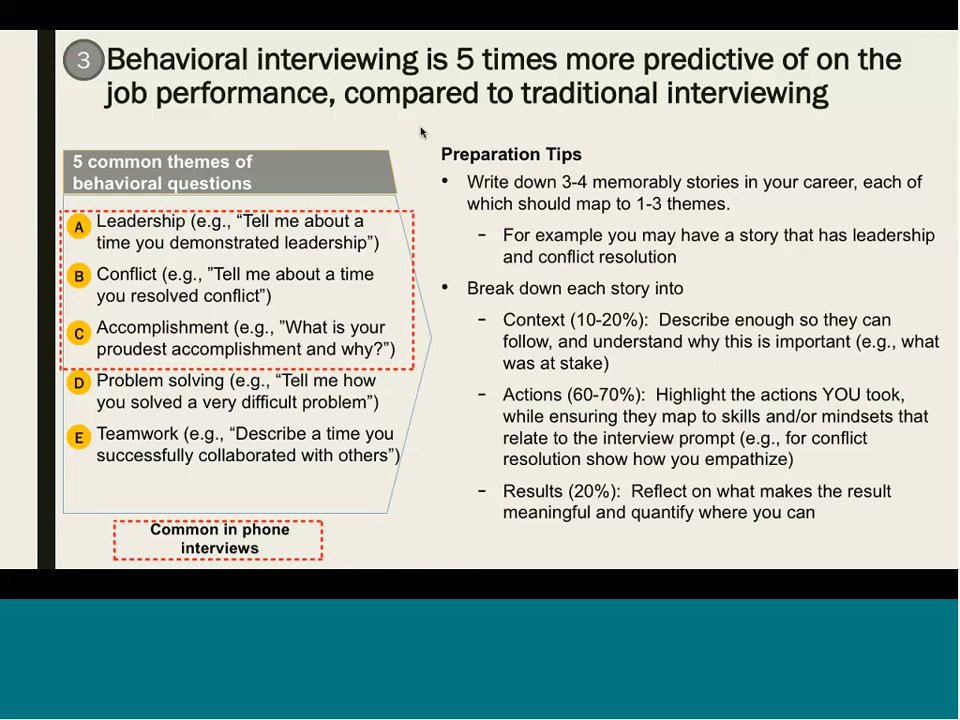 3
Behavioral interviewing is 5 times more predictive of on the
job performance, compared to traditional interviewing
5 common themes of
behavioral questions
A Leadership (e.g., “Tell me about a
time you demonstrated leadership”)
B Conflict (e.g., ”Tell me about a time
you resolved conflict”)
C Accomplishment (e.g., ”What is your
proudest accomplishment and why?”)
D Problem solving (e.g., “Tell me how
you solved a very difficult problem”)
E Teamwork (e.g., “Describe a time you
successfully collaborated with others”)
Common in phone
interviews
Preparation Tips
• Write down 3-4 memorably stories in your career, each of
which should map to 1-3 themes.
− For example you may have a story that has leadership
and conflict resolution
• Break down each story into
− Context (10-20%): Describe enough so they can
follow, and understand why this is important (e.g., what
was at stake)
− Actions (60-70%): Highlight the actions YOU took,
while ensuring they map to skills and/or mindsets that
relate to the interview prompt (e.g., for conflict
resolution show how you empathize)
− Results (20%): Reflect on what makes the result
meaningful and quantify where you can